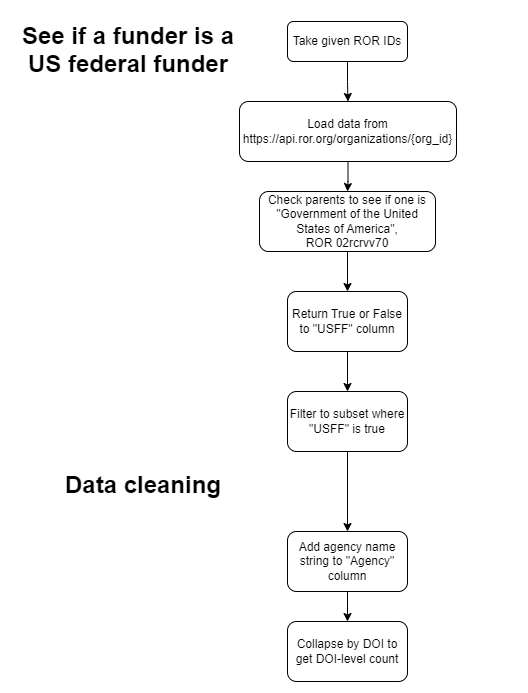 See if a funder is a
US federal funder
Take given ROR IDs
Load data from
https://api.ror.org/organizations/{org_id}
Check parents to see if one is
"Government of the United
States of America",
ROR 02rcrvv70
Return True or False
to "USFF" column
Filter to subset where
"USFF" is true
Data cleaning
Add agency name
string to "Agency"
column
Collapse by DOI to
get DOI-level count